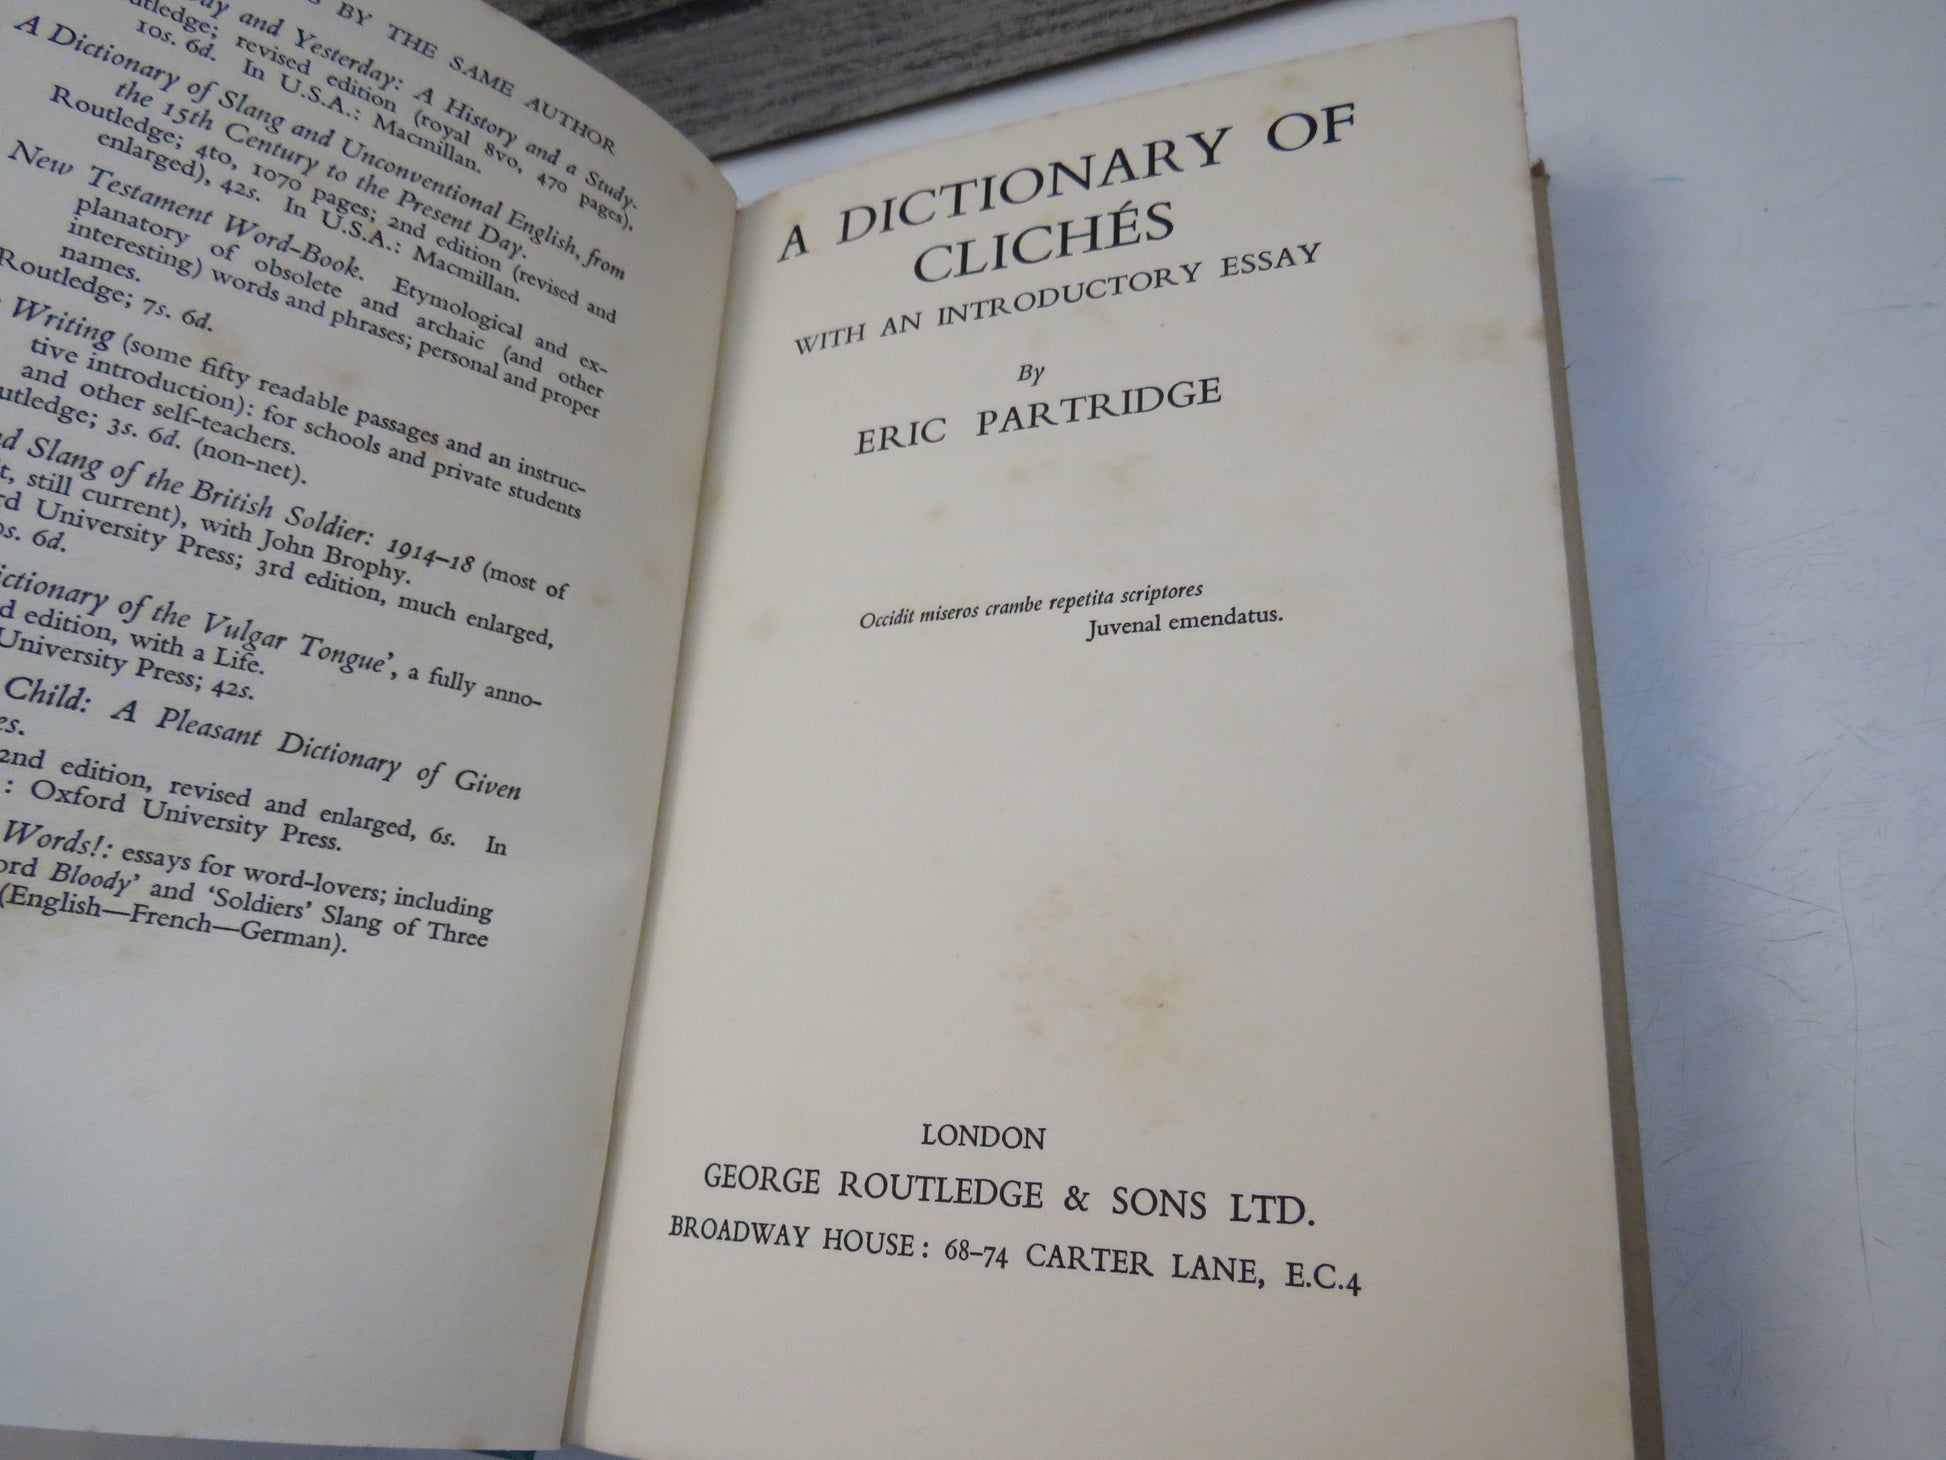 BY THE SAME AUTHOR
and Yesterday: A History and a Study.
revised edition (royal 8vo, 470 pages),
10s. 6d. In U.S.A.: Macmillan.
A Dictionary of Slang and Unconventional English, from
the 15th Century to the Present Day.
Routledge; 4to, 1070 pages; 2nd edition (revised and
enlarged), 42s. In U.S.A.: Macmillan.
New Testament Word-Book. Etymological and ex-
planatory of obsolete and archaic (and other
interesting) words and phrases; personal and proper
names.
Routledge; 7s. 6d.
Writing (some fifty readable passages and an instruc-
tive introduction): for schools and private students
and other self-teachers.
utledge; 3s. 6d. (non-net).
Slang of the British Soldier: 1914–18 (most of
it, still current), with John Brophy.
University Press; 3rd edition, much enlarged,
s. 6d.
ictionary of the Vulgar Tongue’, a fully anno-
d edition, with a Life.
University Press; 42s.
Child: A Pleasant Dictionary of Given
es.
2nd edition, revised and enlarged, 6s. In
: Oxford University Press.
Words!: essays for word-lovers; including
ord Bloody’ and ‘Soldiers’ Slang of Three
(English—French—German).
A DICTIONARY OF
CLICHÉS
WITH AN INTRODUCTORY ESSAY
By
ERIC PARTRIDGE
Occidit miseros crambe repetita scriptores
Juvenal emendatus.
LONDON
GEORGE ROUTLEDGE & SONS LTD.
BROADWAY HOUSE: 68–74 CARTER LANE, E.C.4